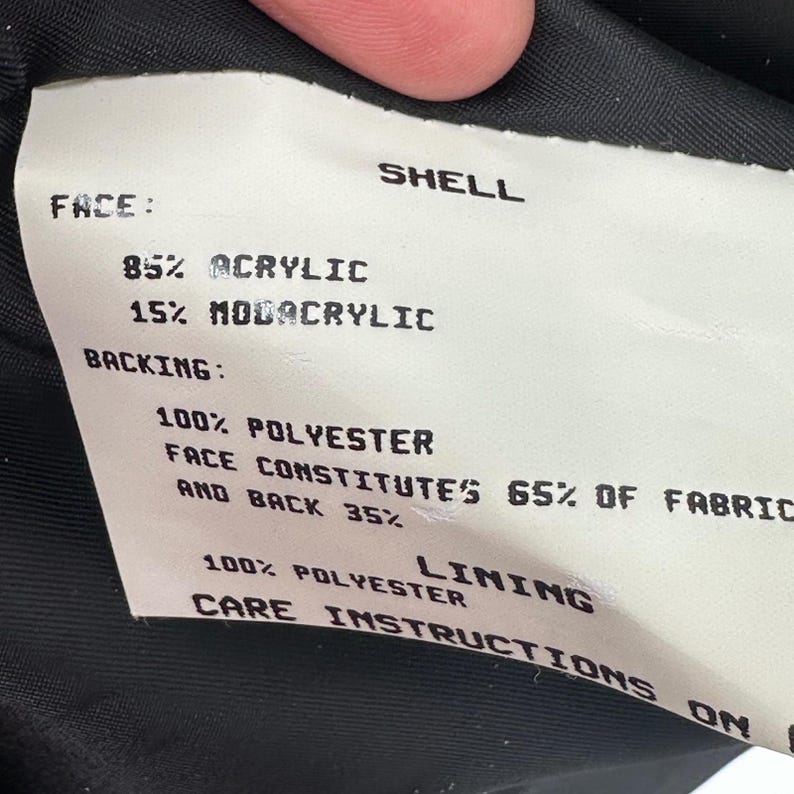 SHELL
FACE:
85% ACRYLIC
15% MODACRYLIC
BACKING:
100% POLYESTER
FACE CONSTITUTES 65% OF FABRIC
AND BACK 35%
LINING
100% POLYESTER
CARE INSTRUCTIONS ON